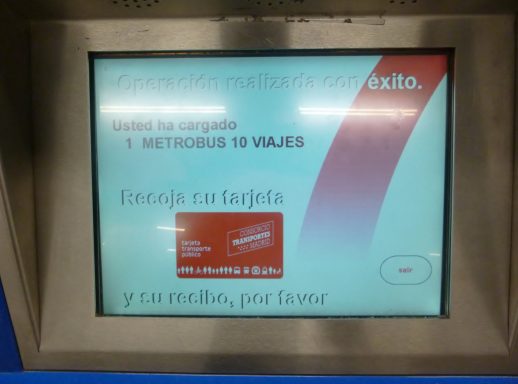 Operación realizada con éxito.
Usted ha cargado
1 METROBUS 10 VIAJES
Recoja su tarjeta
tarjeta
transporte
público
CONSORCIO
TRANSPORTES
MADRID
salir
y su recibo, por favor